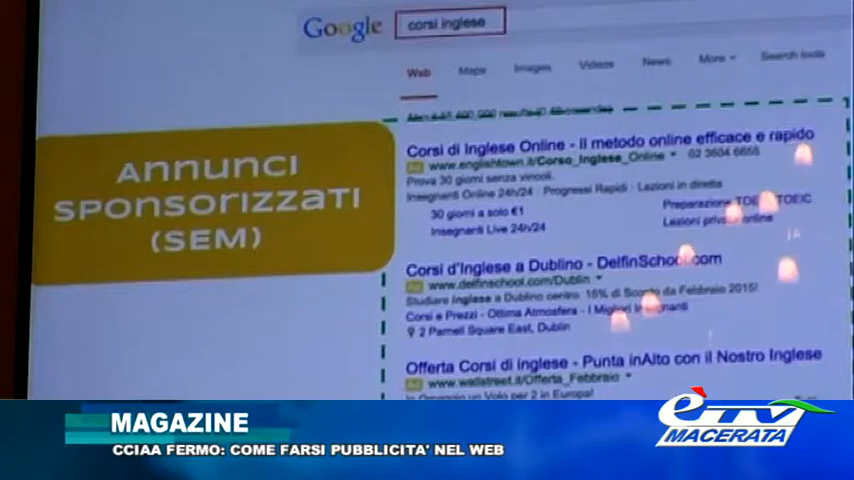 Google
corsi inglese
Web Maps Images Videos News More Search tools
ANNUNCI
SPONSORIZZATI
(SEM)
Corsi di Inglese Online - Il metodo online efficace e rapido
Ad www.englishtown.it/Corso_Inglese_Online 02 3604 6655
Prova 30 giorni senza vincoli.
Insegnanti Online 24h/24 · Progressi Rapidi · Lezioni in diretta
30 giorni a solo €1
Preparazione TOEFL TOEIC
Insegnanti Live 24h/24
Lezioni private online
Corsi d'Inglese a Dublino - DelfinSchool.com
Ad www.delfinschool.com/Dublin
Studiare Inglese a Dublino centro. 15% di Sconto da Febbraio 2015!
Corsi e Prezzi - Ottima Atmosfera - I Migliori Insegnanti
2 Parnell Square East, Dublin
Offerta Corsi di inglese - Punta inAlto con il Nostro Inglese
Ad www.wallstreet.it/Offerta_Febbraio
In Omaggio un Volo per 2 in Europa!
MAGAZINE
CCIAA FERMO: COME FARSI PUBBLICITA' NEL WEB
èTV
MACERATA